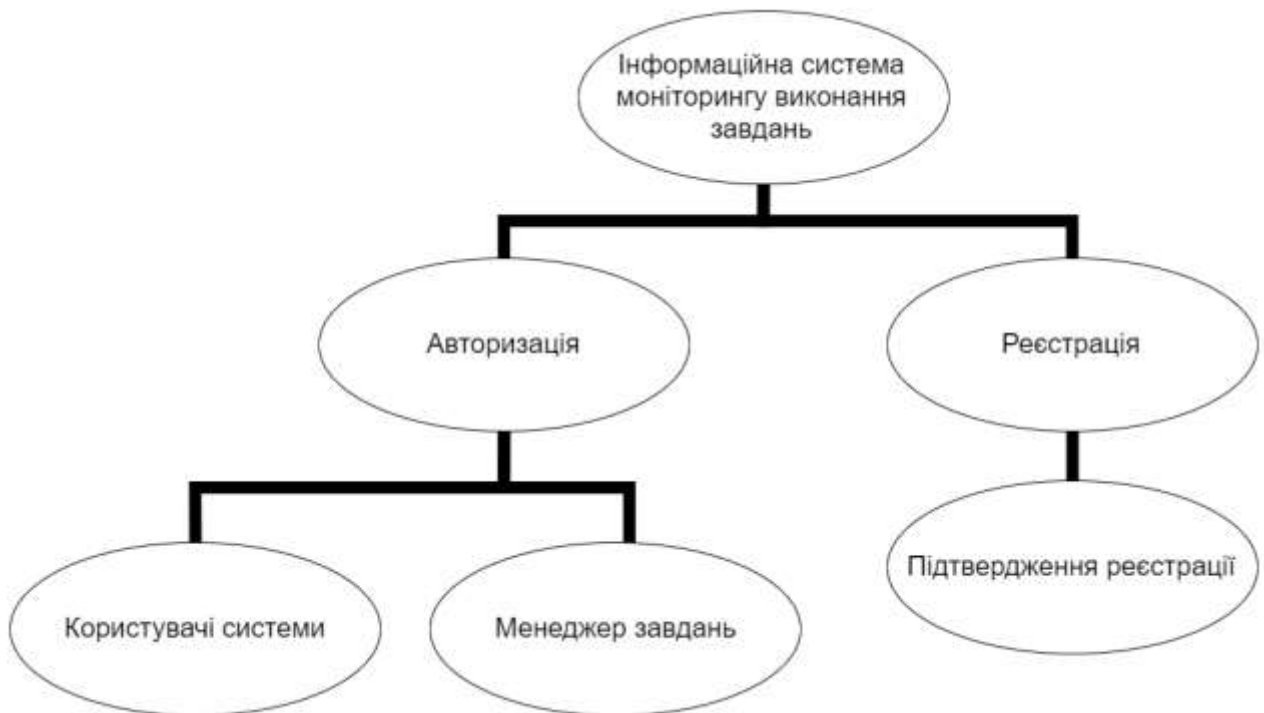 Інформаційна система
моніторингу виконання
завдань
Авторизація
Реєстрація
Підтвердження реєстрації
Користувачі системи
Менеджер завдань